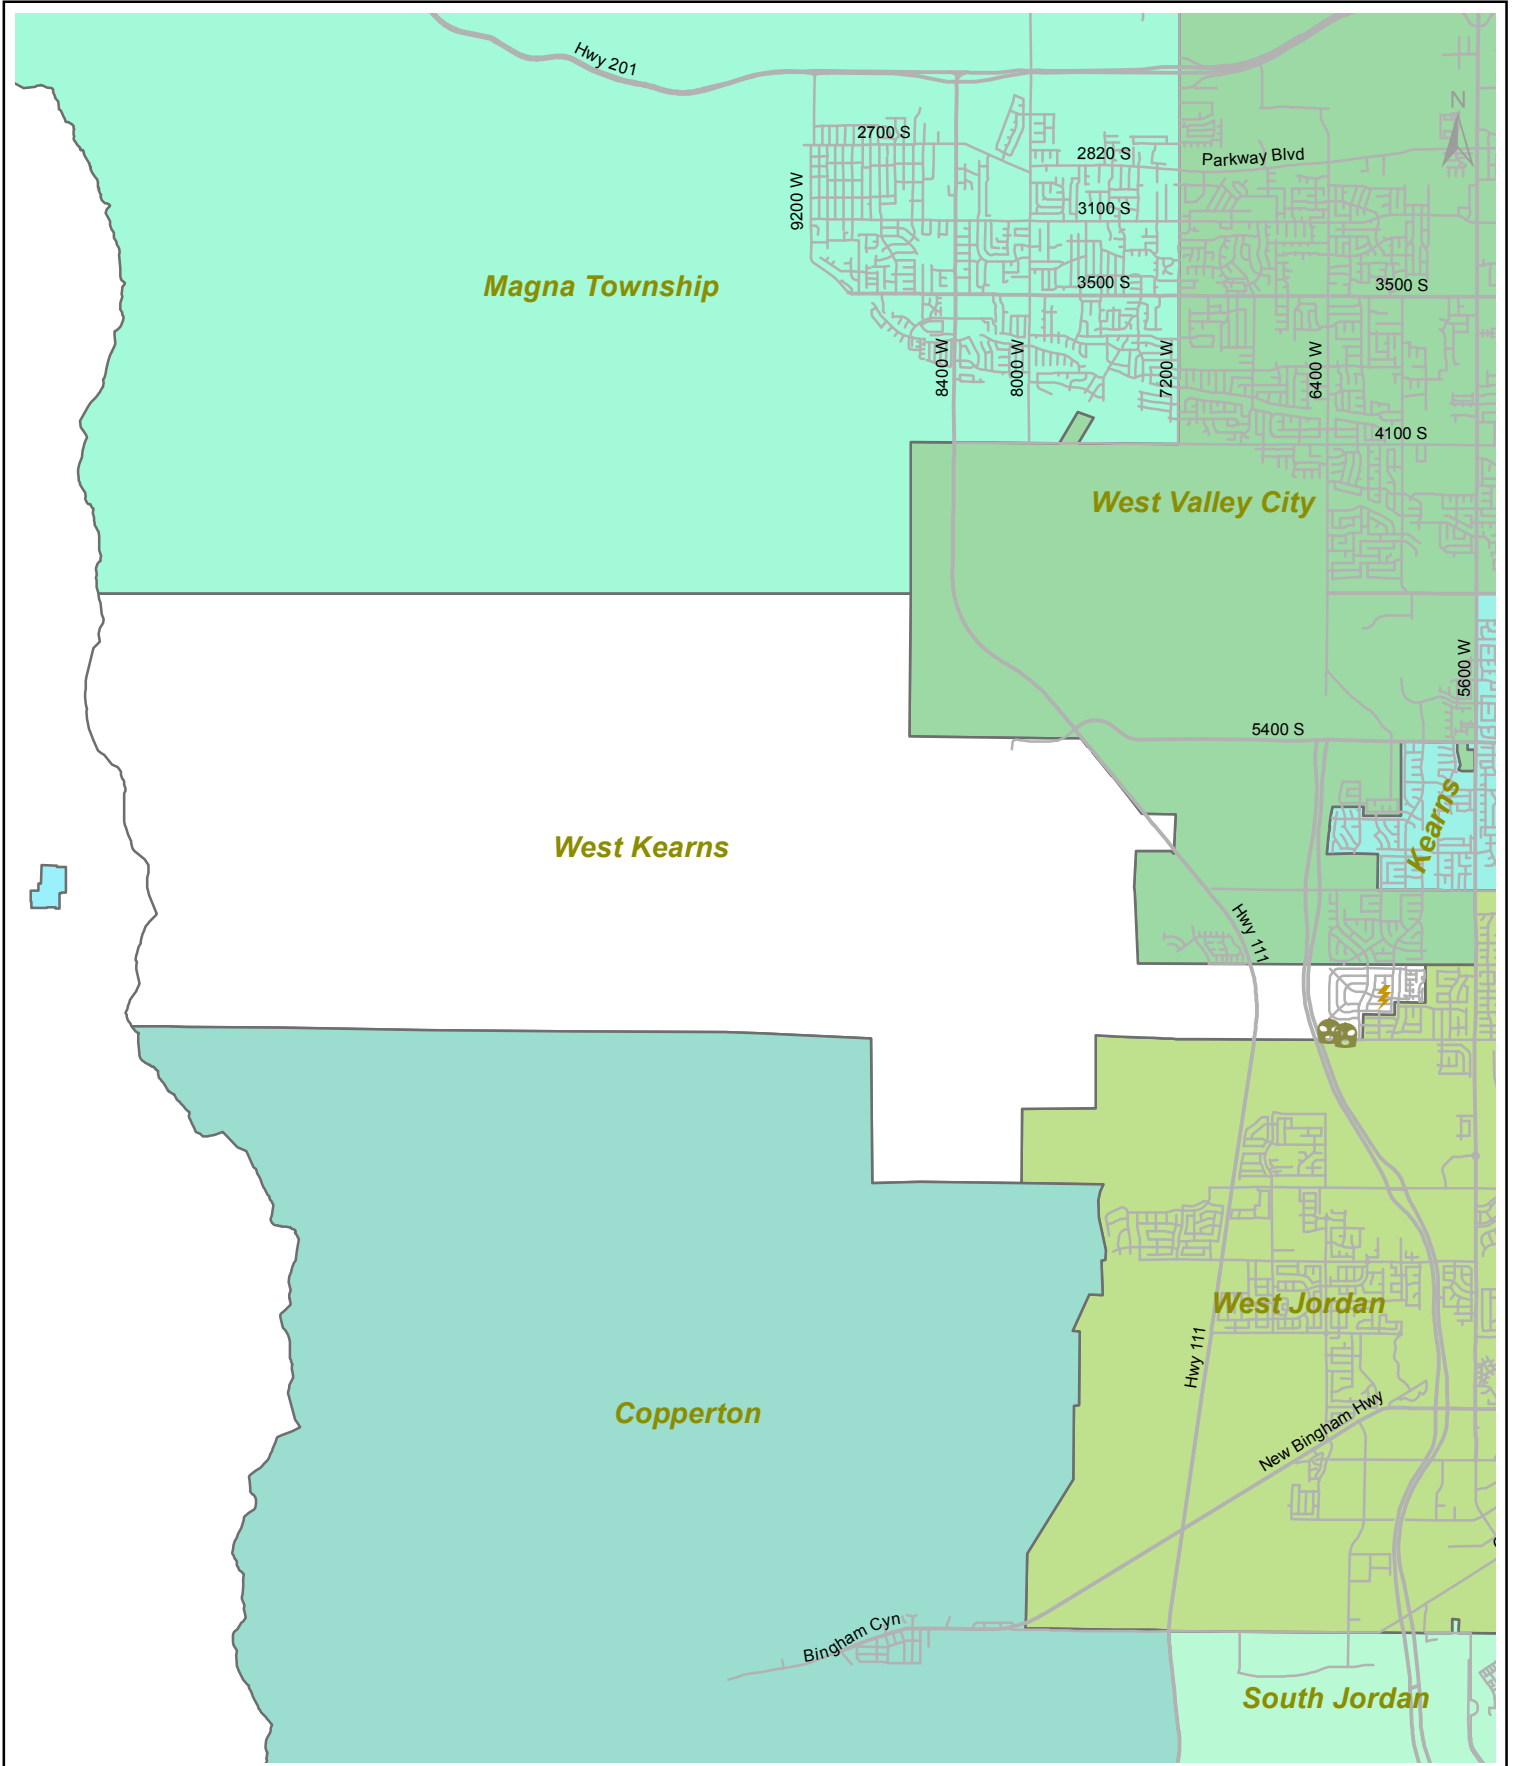 Hwy 201
N
2700 S
2820 S
Parkway Blvd
9200 W
3100 S
Magna Township
3500 S
3500 S
8400 W
8000 W
7200 W
6400 W
4100 S
West Valley City
5600 W
5400 S
Kearns
West Kearns
Hwy 111
West Jordan
Hwy 111
Copperton
New Bingham Hwy
Bingham Cyn
South Jordan